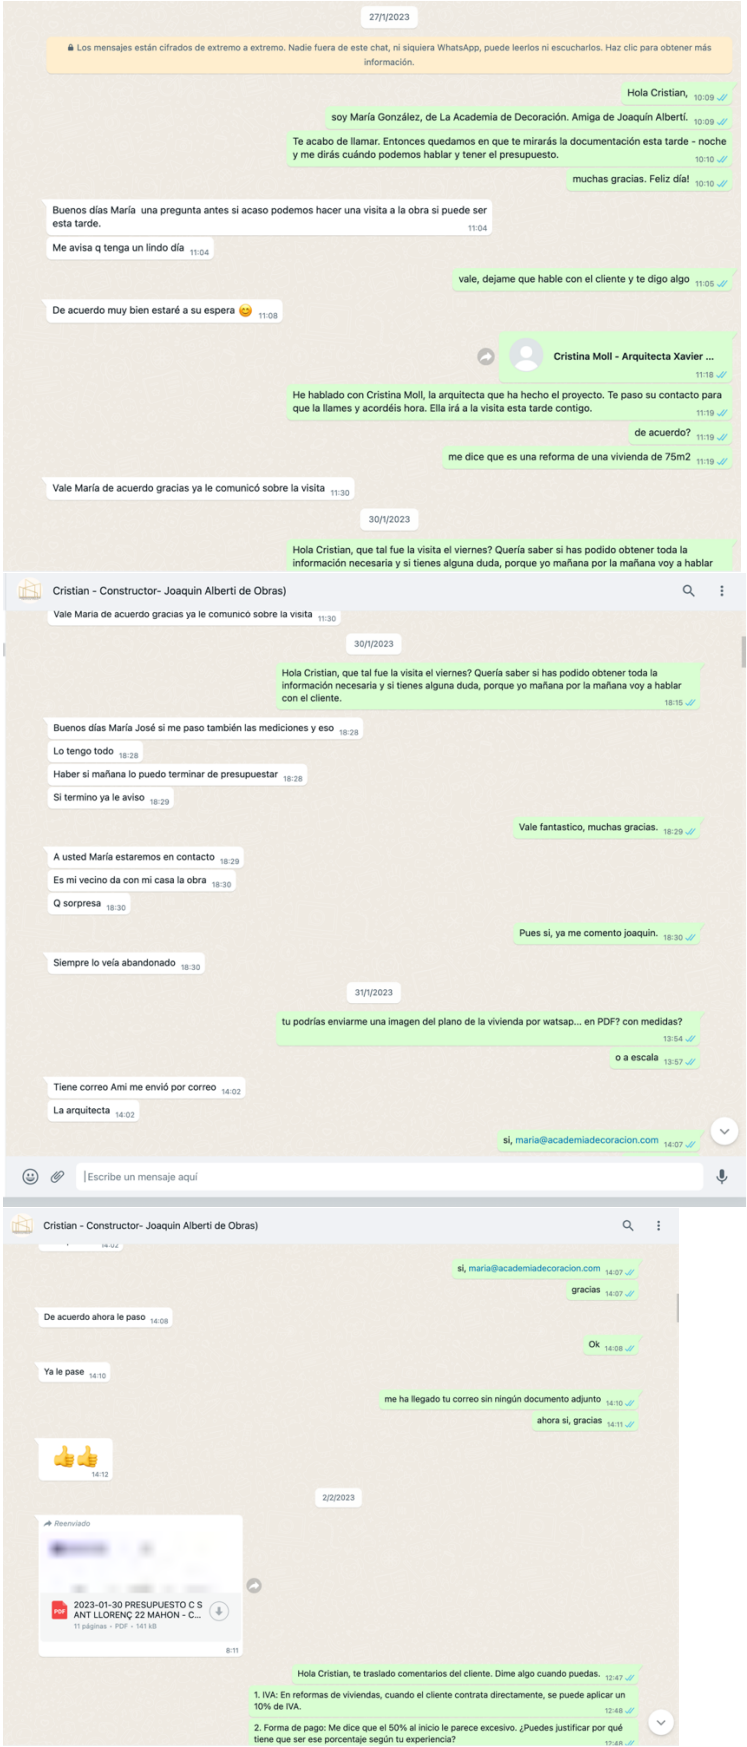 27/1/2023
Los mensajes están cifrados de extremo a extremo. Nadie fuera de este chat, ni siquiera WhatsApp, puede leerlos ni escucharlos. Haz clic para obtener más
información.
Hola Cristian, 10:09
soy María González, de La Academia de Decoración. Amiga de Joaquín Albertí. 10:09
Te acabo de llamar. Entonces quedamos en que te mirarás la documentación esta tarde - noche
y me dirás cuándo podemos hablar y tener el presupuesto. 10:10
muchas gracias. Feliz día! 10:10
Buenos días María una pregunta antes si acaso podemos hacer una visita a la obra si puede ser
esta tarde. 11:04
Me avisa q tenga un lindo día 11:04
vale, dejame que hable con el cliente y te digo algo 11:05
De acuerdo muy bien estaré a su espera 😊 11:08
Cristina Moll - Arquitecta Xavier ...
11:18
He hablado con Cristina Moll, la arquitecta que ha hecho el proyecto. Te paso su contacto para
que la llames y acordéis hora. Ella irá a la visita esta tarde contigo. 11:19
de acuerdo? 11:19
me dice que es una reforma de una vivienda de 75m2 11:19
Vale María de acuerdo gracias ya le comunicó sobre la visita 11:30
30/1/2023
Hola Cristian, que tal fue la visita el viernes? Quería saber si has podido obtener toda la
información necesaria y si tienes alguna duda, porque yo mañana por la mañana voy a hablar
Cristian - Constructor- Joaquin Alberti de Obras)
Vale María de acuerdo gracias ya le comunicó sobre la visita 11:30
30/1/2023
Hola Cristian, que tal fue la visita el viernes? Quería saber si has podido obtener toda la
información necesaria y si tienes alguna duda, porque yo mañana por la mañana voy a hablar
con el cliente. 18:15
Buenos días María José si me paso también las mediciones y eso 18:28
Lo tengo todo 18:28
Haber si mañana lo puedo terminar de presupuestar 18:28
Si termino ya le aviso 18:29
Vale fantastico, muchas gracias. 18:29
A usted María estaremos en contacto 18:29
Es mi vecino da con mi casa la obra 18:30
Q sorpresa 18:30
Pues si, ya me comento joaquin. 18:30
Siempre lo veía abandonado 18:30
31/1/2023
tu podrías enviarme una imagen del plano de la vivienda por watsap... en PDF? con medidas?
13:54
o a escala 13:57
Tiene correo Ami me envió por correo 14:02
La arquitecta 14:02
si, maria@academiadecoracion.com 14:07
Escribe un mensaje aquí
Cristian - Constructor- Joaquin Alberti de Obras)
14:02
si, maria@academiadecoracion.com 14:07
gracias 14:07
De acuerdo ahora le paso 14:08
Ok 14:08
Ya le pase 14:10
me ha llegado tu correo sin ningún documento adjunto 14:10
ahora si, gracias 14:11
👍👍
14:12
2/2/2023
Reenviado
PDF
2023-01-30 PRESUPUESTO C S
ANT LLORENÇ 22 MAHON - C...
11 páginas • PDF • 141 kB
8:11
Hola Cristian, te traslado comentarios del cliente. Dime algo cuando puedas. 12:47
1. IVA: En reformas de viviendas, cuando el cliente contrata directamente, se puede aplicar un
10% de IVA. 12:48
2. Forma de pago: Me dice que el 50% al inicio le parece excesivo. ¿Puedes justificar por qué
tiene que ser ese porcentaje según tu experiencia? 12:48